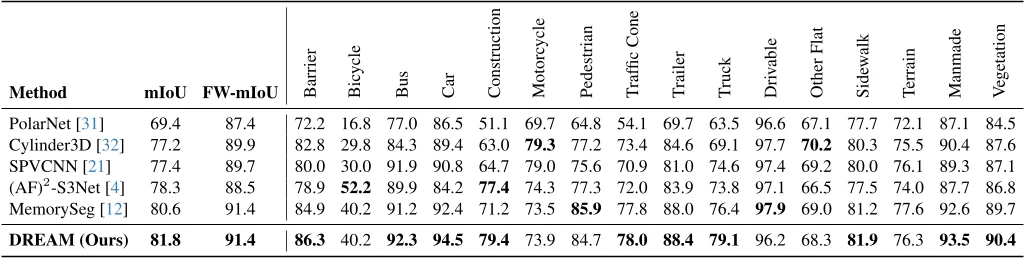 Method mIoU FW-mIoU Barrier Bicycle Bus Car Construction Motorcycle Pedestrian Traffic Cone Trailer Truck Drivable Other Flat Sidewalk Terrain Manmade Vegetation
PolarNet [31] 69.4 87.4 72.2 16.8 77.0 86.5 51.1 69.7 64.8 54.1 69.7 63.5 96.6 67.1 77.7 72.1 87.1 84.5
Cylinder3D [32] 77.2 89.9 82.8 29.8 84.3 89.4 63.0 79.3 77.2 73.4 84.6 69.1 97.7 70.2 80.3 75.5 90.4 87.6
SPVCNN [21] 77.4 89.7 80.0 30.0 91.9 90.8 64.7 79.0 75.6 70.9 81.0 74.6 97.4 69.2 80.0 76.1 89.3 87.1
(AF)²-S3Net [4] 78.3 88.5 78.9 52.2 89.9 84.2 77.4 74.3 77.3 72.0 83.9 73.8 97.1 66.5 77.5 74.0 87.7 86.8
MemorySeg [12] 80.6 91.4 84.9 40.2 91.2 92.4 71.2 73.5 85.9 77.8 88.0 76.4 97.9 69.0 81.2 77.6 92.6 89.7
DREAM (Ours) 81.8 91.4 86.3 40.2 92.3 94.5 79.4 73.9 84.7 78.0 88.4 79.1 96.2 68.3 81.9 76.3 93.5 90.4